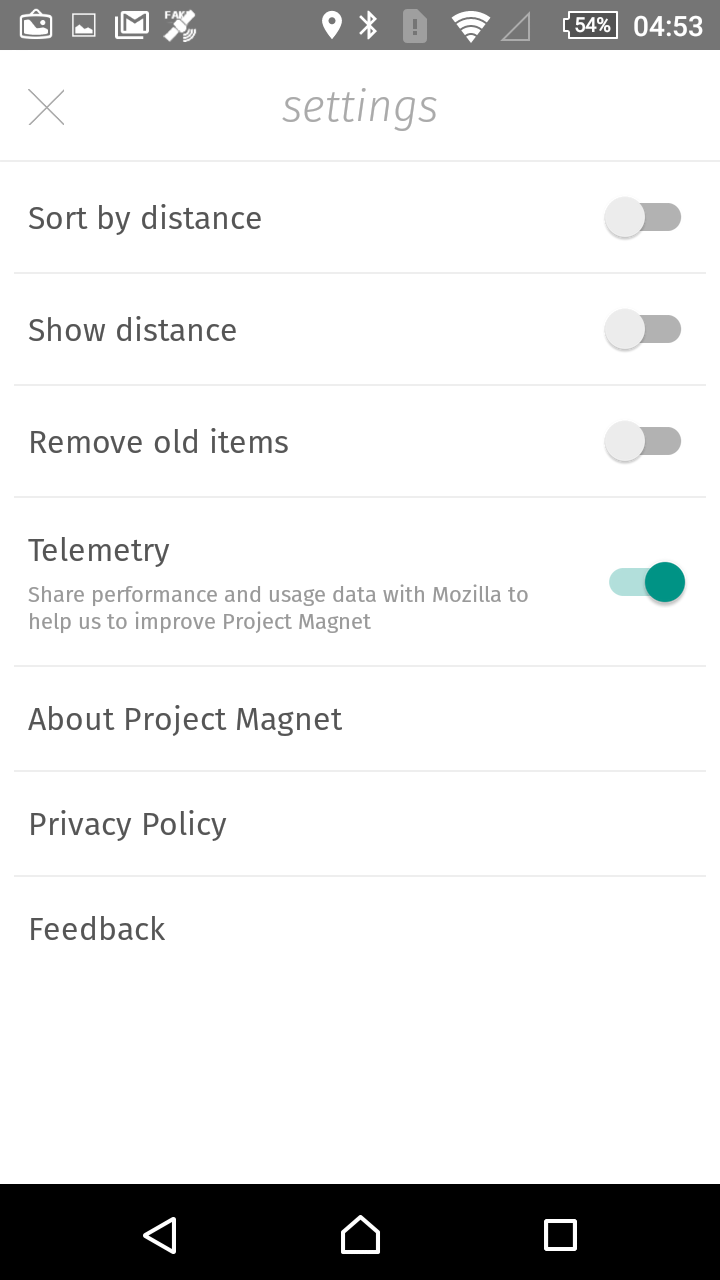 FAKE
54%
04:53
settings
Sort by distance
Show distance
Remove old items
Telemetry
Share performance and usage data with Mozilla to
help us to improve Project Magnet
About Project Magnet
Privacy Policy
Feedback